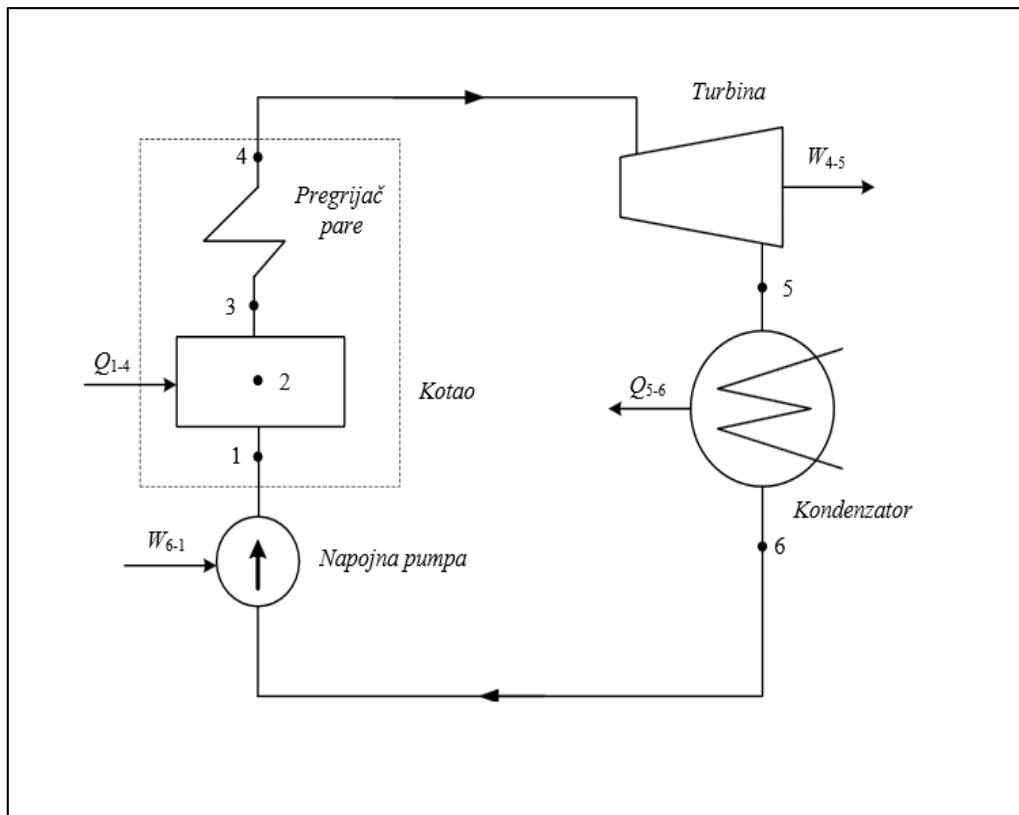 Turbina
4
W4-5
Pregrijač
pare
5
3
Q1-4
2
Kotao
Q5-6
1
Kondenzator
W6-1
Napojna pumpa
6